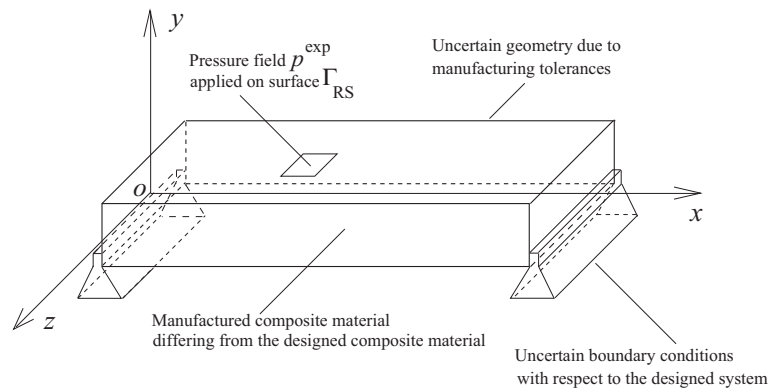 y
Pressure field p^exp
applied on surface Γ_RS
Uncertain geometry due to
manufacturing tolerances
o
x
z
Manufactured composite material
differing from the designed composite material
Uncertain boundary conditions
with respect to the designed system